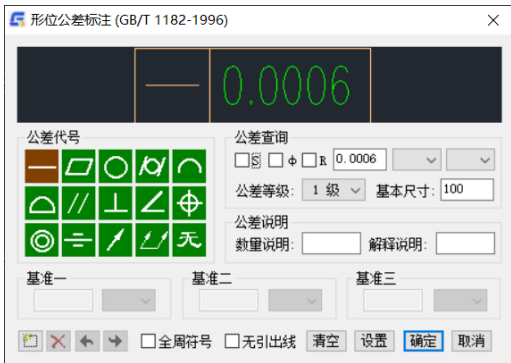 形位公差标注 (GB/T 1182-1996)
0.0006
公差代号
公差查询
S φ R 0.0006
公差等级: 1 级 基本尺寸: 100
公差说明
数量说明: 解释说明:
无
基准一 基准二 基准三
全周符号 无引出线 清空 设置 确定 取消